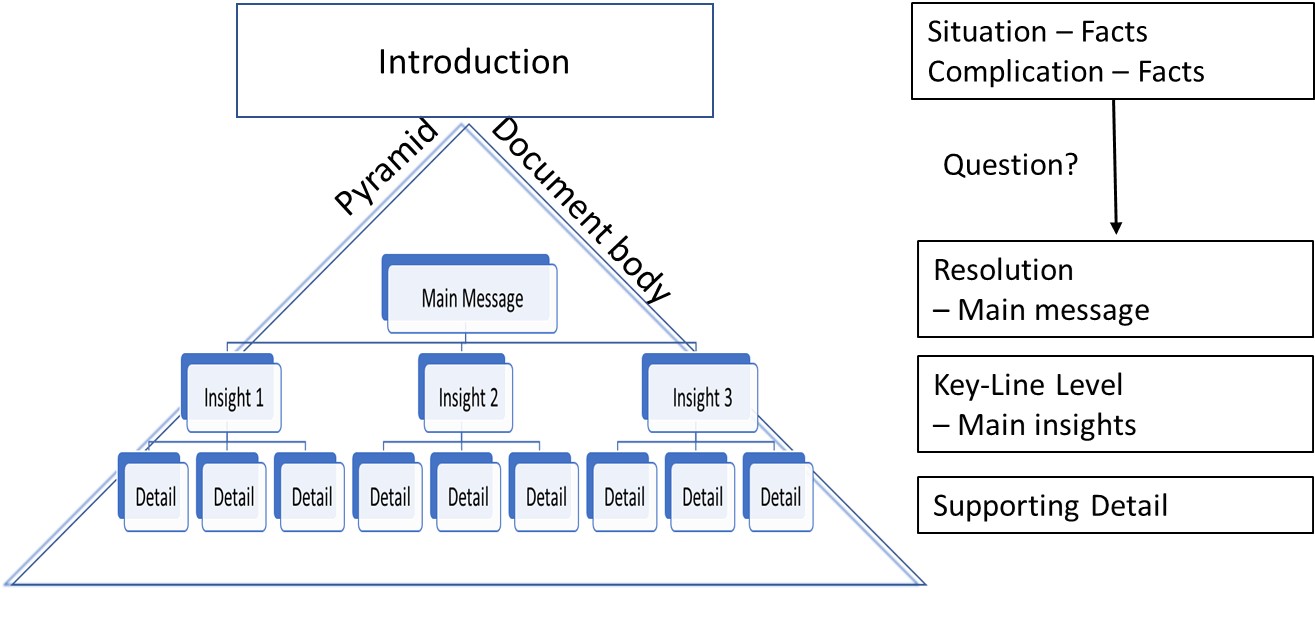 Introduction
Pyramid
Document body
Main Message
Insight 1
Insight 2
Insight 3
Detail
Detail
Detail
Detail
Detail
Detail
Detail
Detail
Detail
Situation – Facts
Complication – Facts
Question?
Resolution
– Main message
Key-Line Level
– Main insights
Supporting Detail